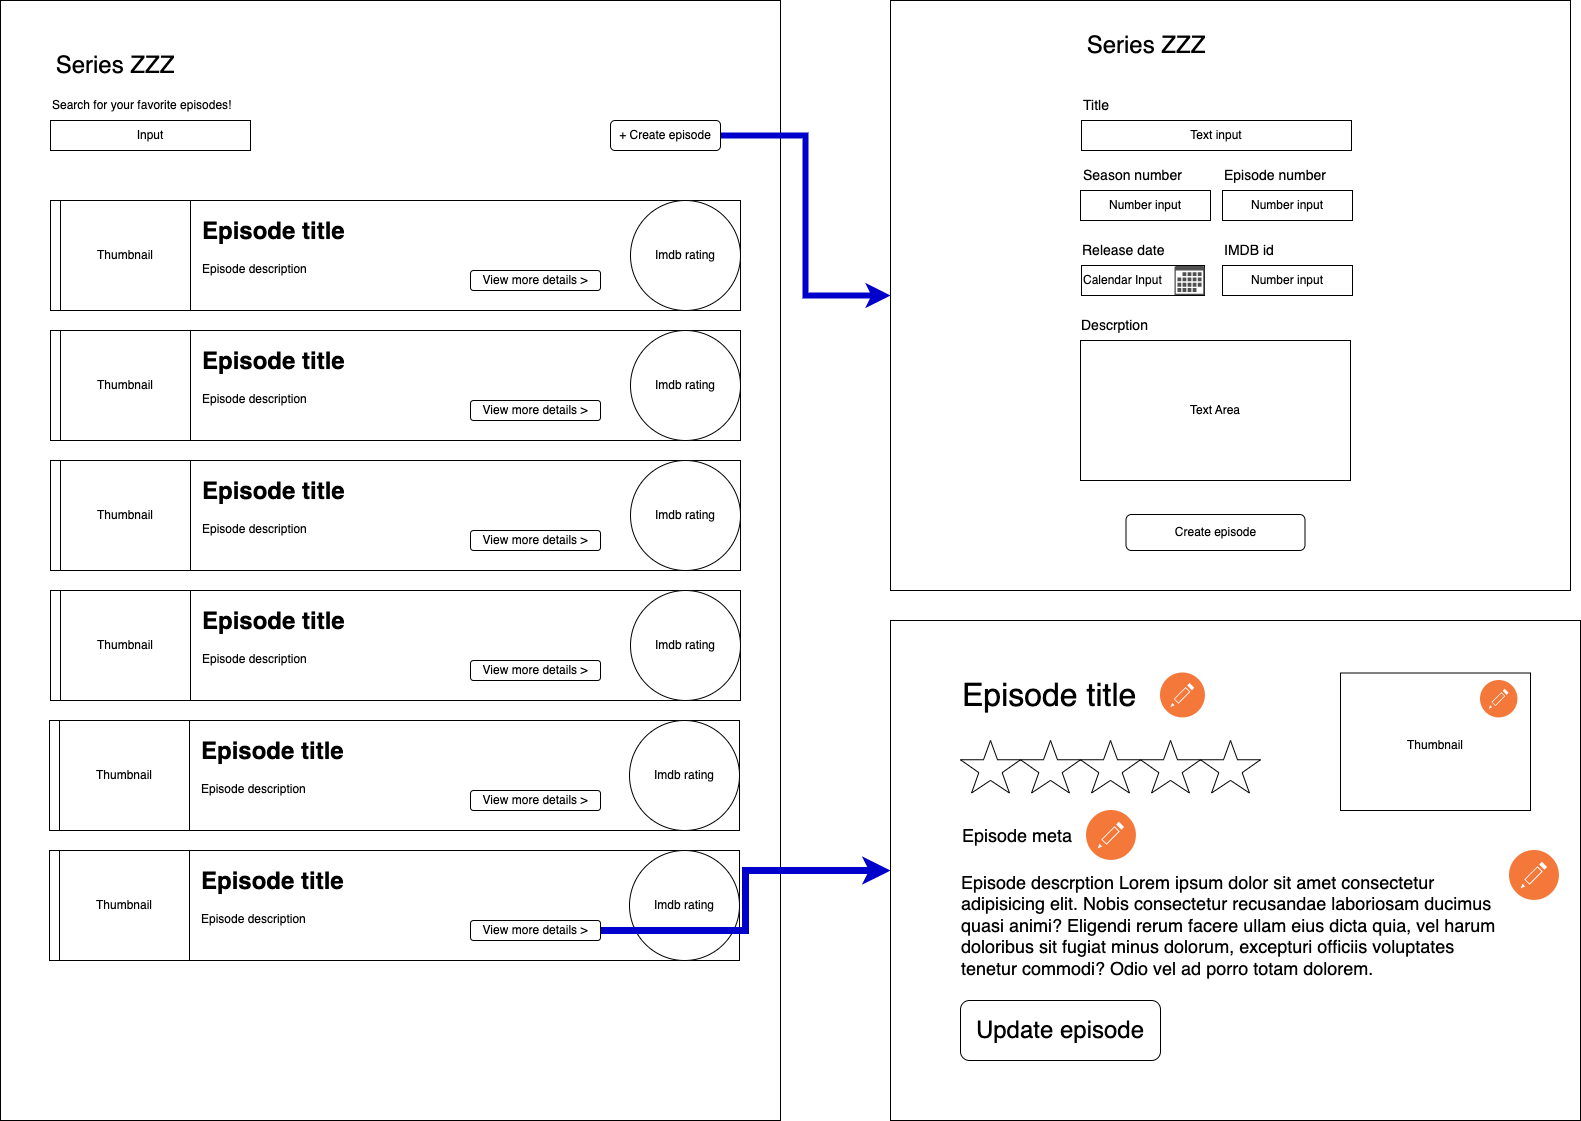 Series ZZZ
Search for your favorite episodes!
Input
+ Create episode
Thumbnail
Episode title
Episode description
View more details >
Imdb rating
Thumbnail
Episode title
Episode description
View more details >
Imdb rating
Thumbnail
Episode title
Episode description
View more details >
Imdb rating
Thumbnail
Episode title
Episode description
View more details >
Imdb rating
Thumbnail
Episode title
Episode description
View more details >
Imdb rating
Thumbnail
Episode title
Episode description
View more details >
Imdb rating
Series ZZZ
Title
Text input
Season number
Episode number
Number input
Number input
Release date
IMDB id
Calendar Input
Number input
Descrption
Text Area
Create episode
Episode title
Thumbnail
Episode meta
Episode descrption Lorem ipsum dolor sit amet consectetur
adipisicing elit. Nobis consectetur recusandae laboriosam ducimus
quasi animi? Eligendi rerum facere ullam eius dicta quia, vel harum
doloribus sit fugiat minus dolorum, excepturi officiis voluptates
tenetur commodi? Odio vel ad porro totam dolorem.
Update episode